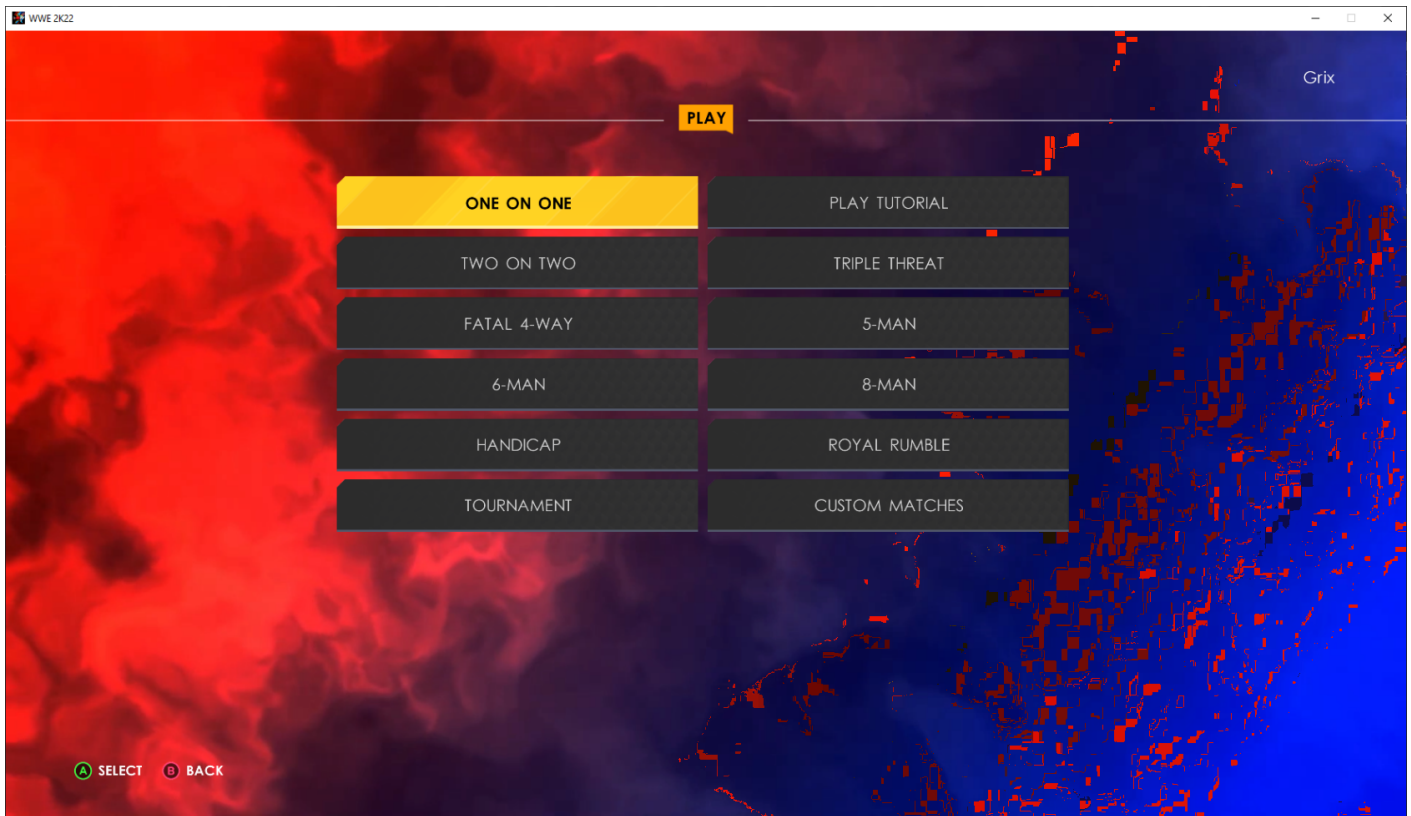 WWE 2K22
Grix
PLAY
ONE ON ONE
PLAY TUTORIAL
TWO ON TWO
TRIPLE THREAT
FATAL 4-WAY
5-MAN
6-MAN
8-MAN
HANDICAP
ROYAL RUMBLE
TOURNAMENT
CUSTOM MATCHES
A SELECT B BACK